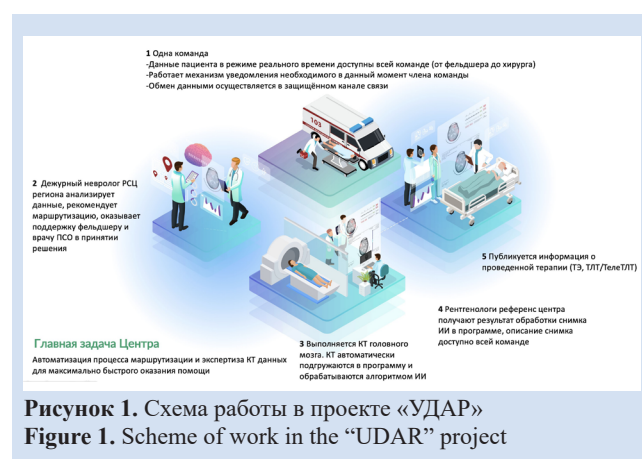 1 Одна команда
-Данные пациента в режиме реального времени доступны всей команде (от фельдшера до хирурга)
-Работает механизм уведомления необходимого в данный момент члена команды
-Обмен данными осуществляется в защищённом канале связи
103
2 Дежурный невролог РСЦ
региона анализирует
данные, рекомендует
маршрутизацию, оказывает
поддержку фельдшеру и
врачу ПСО в принятии
решения
5 Публикуется информация о
проведенной терапии (ТЭ, ТЛТ/ТелеТЛТ)
4 Рентгенологи референс центра
получают результат обработки снимка
ИИ в программе, описание снимка
доступно всей команде
3 Выполняется КТ головного
мозга. КТ автоматически
подгружаются в программу и
обрабатываются алгоритмом ИИ
Главная задача Центра
Автоматизация процесса маршрутизации и экспертиза КТ данных
для максимально быстрого оказания помощи
Рисунок 1. Схема работы в проекте «УДАР»
Figure 1. Scheme of work in the “UDAR” project